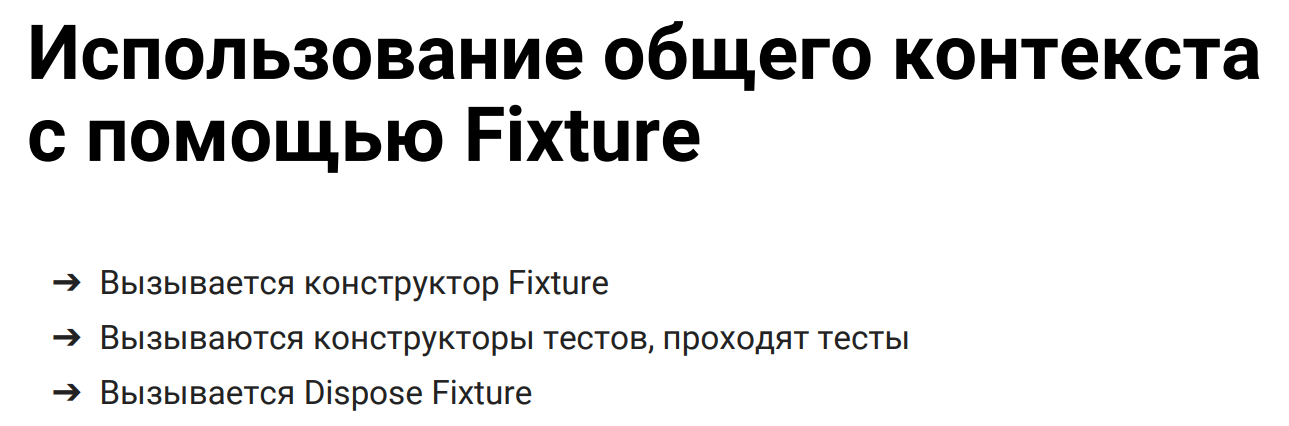 Использование общего контекста
с помощью Fixture
➔ Вызывается конструктор Fixture
➔ Вызываются конструкторы тестов, проходят тесты
➔ Вызывается Dispose Fixture